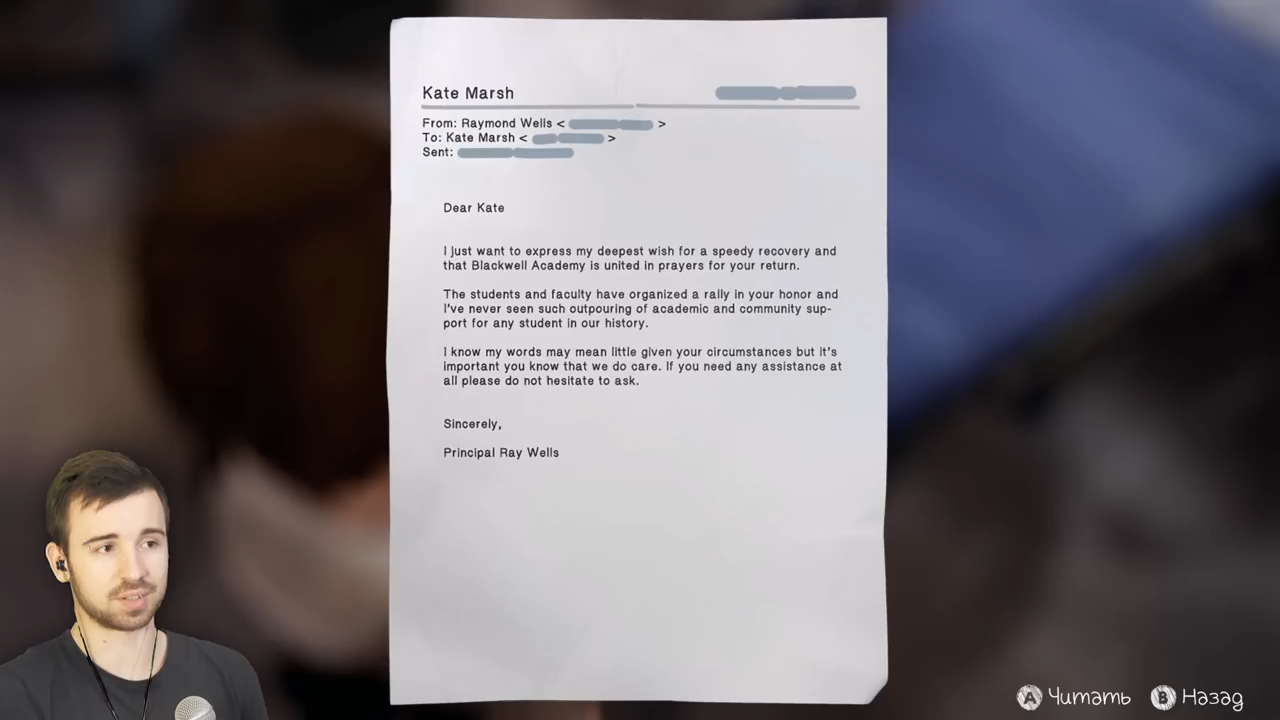 Kate Marsh
From: Raymond Wells < >
To: Kate Marsh < >
Sent:
Dear Kate
I just want to express my deepest wish for a speedy recovery and
that Blackwell Academy is united in prayers for your return.
The students and faculty have organized a rally in your honor and
I've never seen such outpouring of academic and community sup-
port for any student in our history.
I know my words may mean little given your circumstances but it's
important you know that we do care. If you need any assistance at
all please do not hesitate to ask.
Sincerely,
Principal Ray Wells
A Читать B Назад